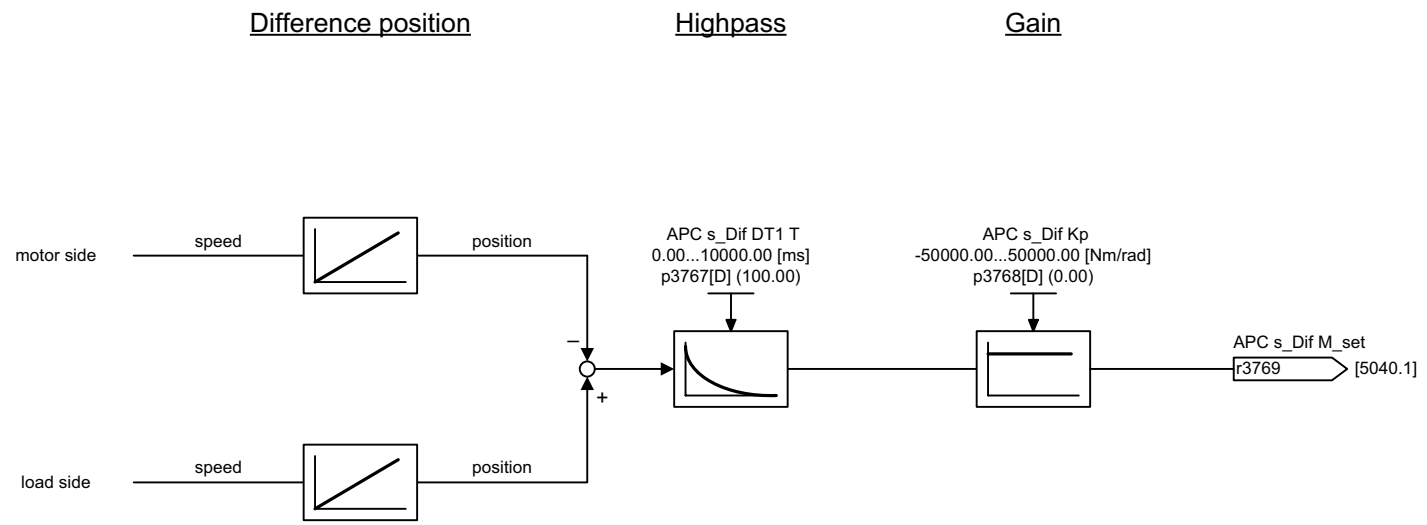 Difference position
Highpass
Gain
motor side
speed
position
APC s_Dif DT1 T
0.00...10000.00 [ms]
p3767[D] (100.00)
APC s_Dif Kp
-50000.00...50000.00 [Nm/rad]
p3768[D] (0.00)
–
+
APC s_Dif M_set
r3769
[5040.1]
load side
speed
position